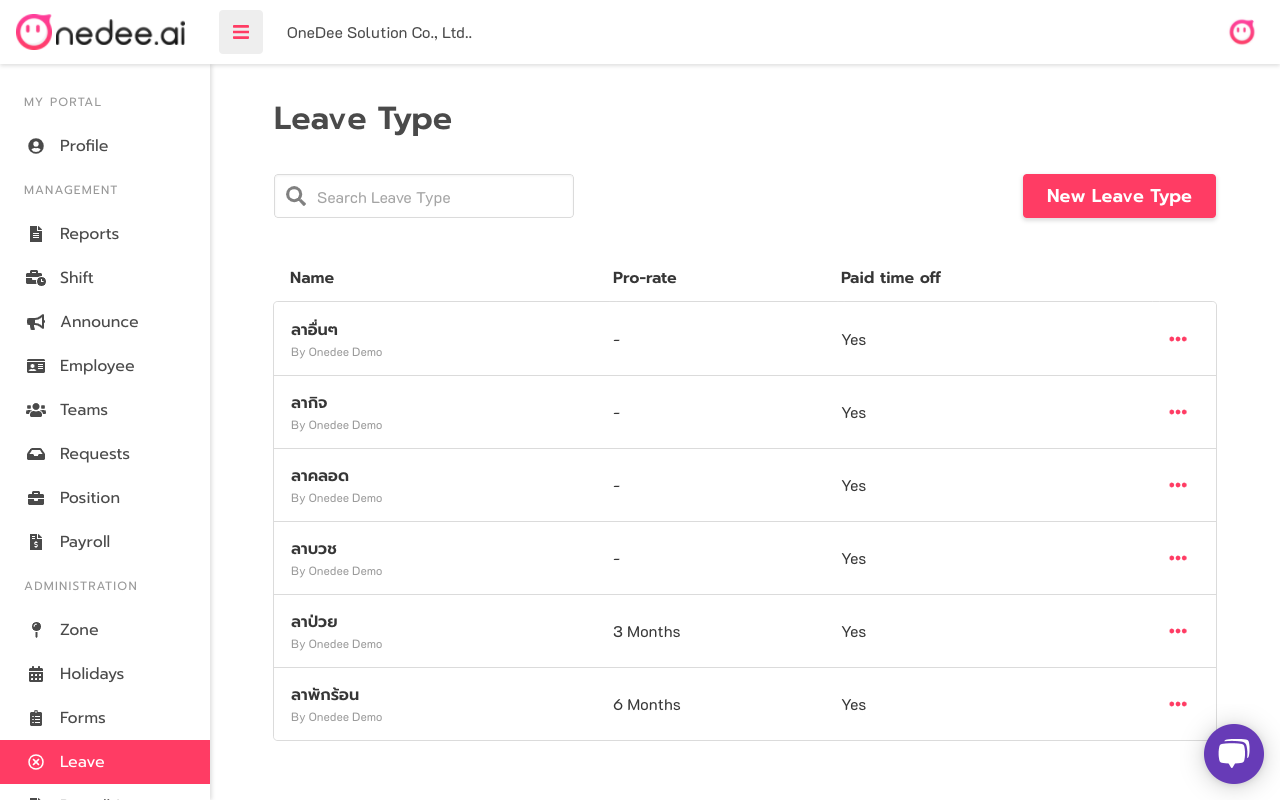 Onedee.ai
OneDee Solution Co., Ltd..
MY PORTAL
Profile
MANAGEMENT
Reports
Shift
Announce
Employee
Teams
Requests
Position
Payroll
ADMINISTRATION
Zone
Holidays
Forms
Leave
Leave Type
Search Leave Type
New Leave Type
Name Pro-rate Paid time off
ลาอื่นๆ - Yes
By Onedee Demo
ลากิจ - Yes
By Onedee Demo
ลาคลอด - Yes
By Onedee Demo
ลาบวช - Yes
By Onedee Demo
ลาป่วย 3 Months Yes
By Onedee Demo
ลาพักร้อน 6 Months Yes
By Onedee Demo